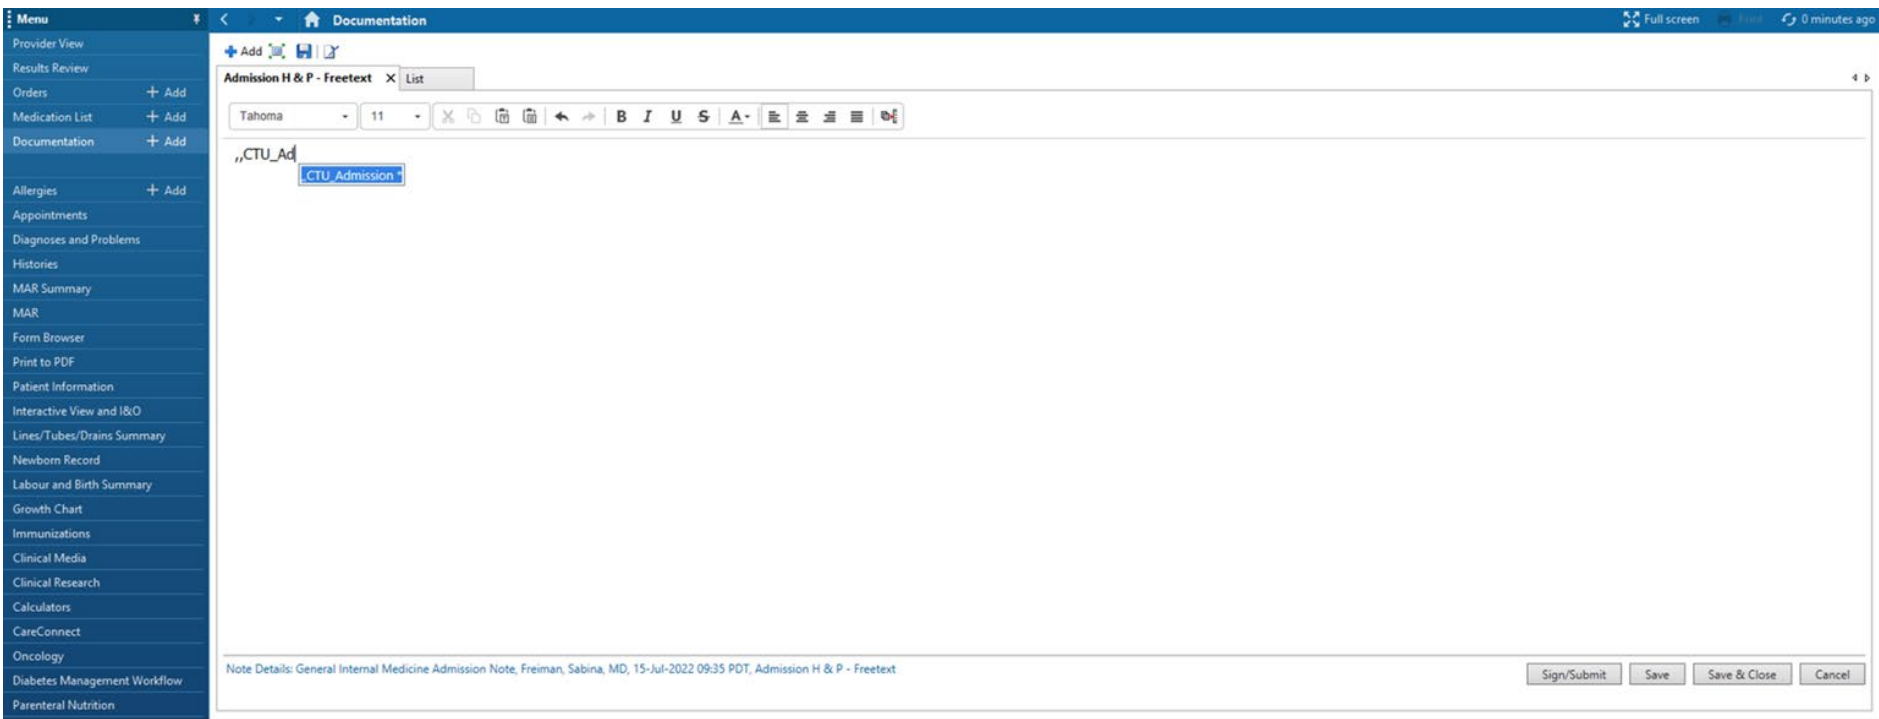 Menu
Documentation
Full screen
Print
0 minutes ago
Provider View
Results Review
Orders
Add
Medication List
Add
Documentation
Add
Allergies
Add
Appointments
Diagnoses and Problems
Histories
MAR Summary
MAR
Form Browser
Print to PDF
Patient Information
Interactive View and I&O
Lines/Tubes/Drains Summary
Newborn Record
Labour and Birth Summary
Growth Chart
Immunizations
Clinical Media
Clinical Research
Calculators
CareConnect
Oncology
Diabetes Management Workflow
Parenteral Nutrition
Add
Admission H & P - Freetext X List
Tahoma 11 B I U S A
,,CTU_Ad
_CTU_Admission *
Note Details: General Internal Medicine Admission Note, Freiman, Sabina, MD, 15-Jul-2022 09:35 PDT, Admission H & P - Freetext
Sign/Submit Save Save & Close Cancel